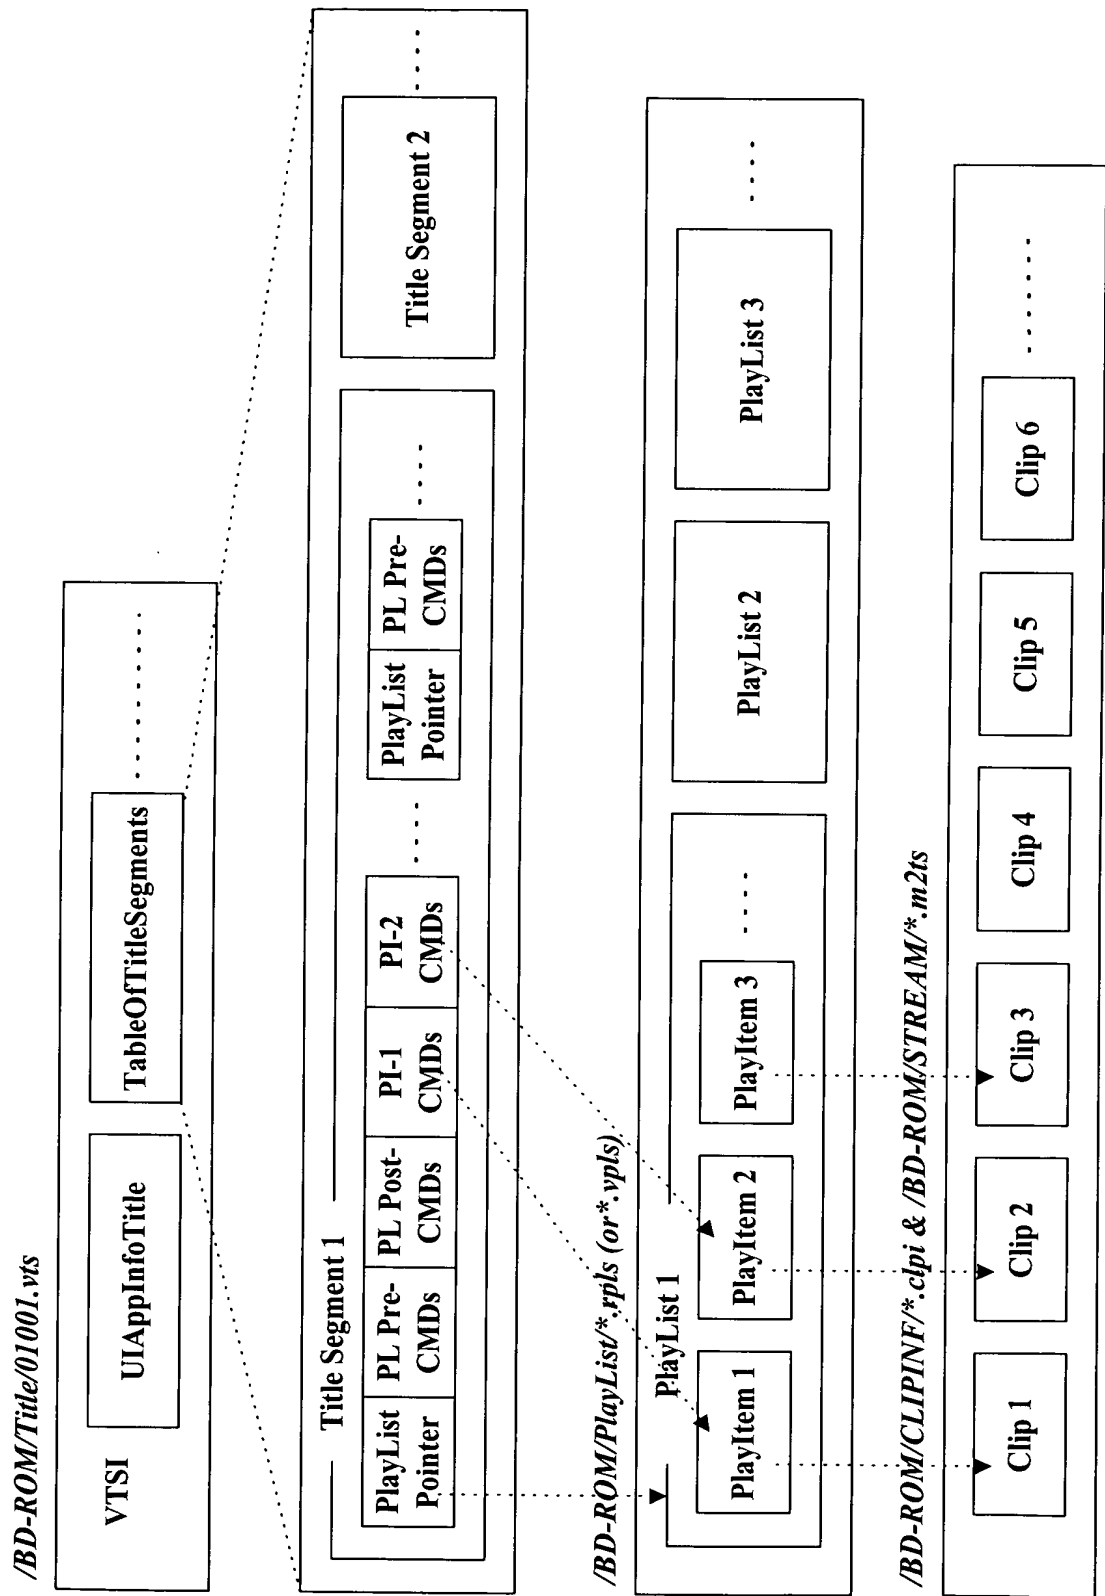 /BD-ROM/Title/01001.vts
VTSI
UIAppInfoTitle
TableOfTitleSegments
Title Segment 1
PlayList
Pointer
PL Pre-
CMDs
PL Post-
CMDs
PI-1
CMDs
PI-2
CMDs
PlayList
Pointer
PL Pre-
CMDs
Title Segment 2
/BD-ROM/PlayList/*.rpls (or*.vpls)
PlayList 1
PlayItem 1
PlayItem 2
PlayItem 3
PlayList 2
PlayList 3
/BD-ROM/CLIPINF/*.clpi & /BD-ROM/STREAM/*.m2ts
Clip 1
Clip 2
Clip 3
Clip 4
Clip 5
Clip 6